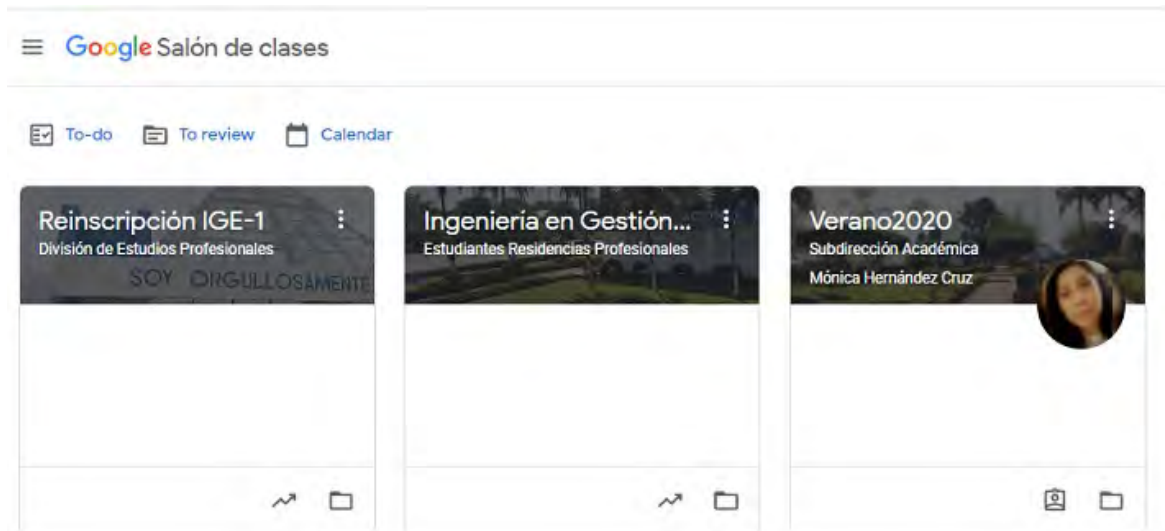 Google Salón de clases
To-do To review Calendar
Reinscripción IGE-1
División de Estudios Profesionales
SOY ORGULLOSAMENTE
Ingeniería en Gestión...
Estudiantes Residencias Profesionales
Verano2020
Subdirección Académica
Mónica Hernández Cruz